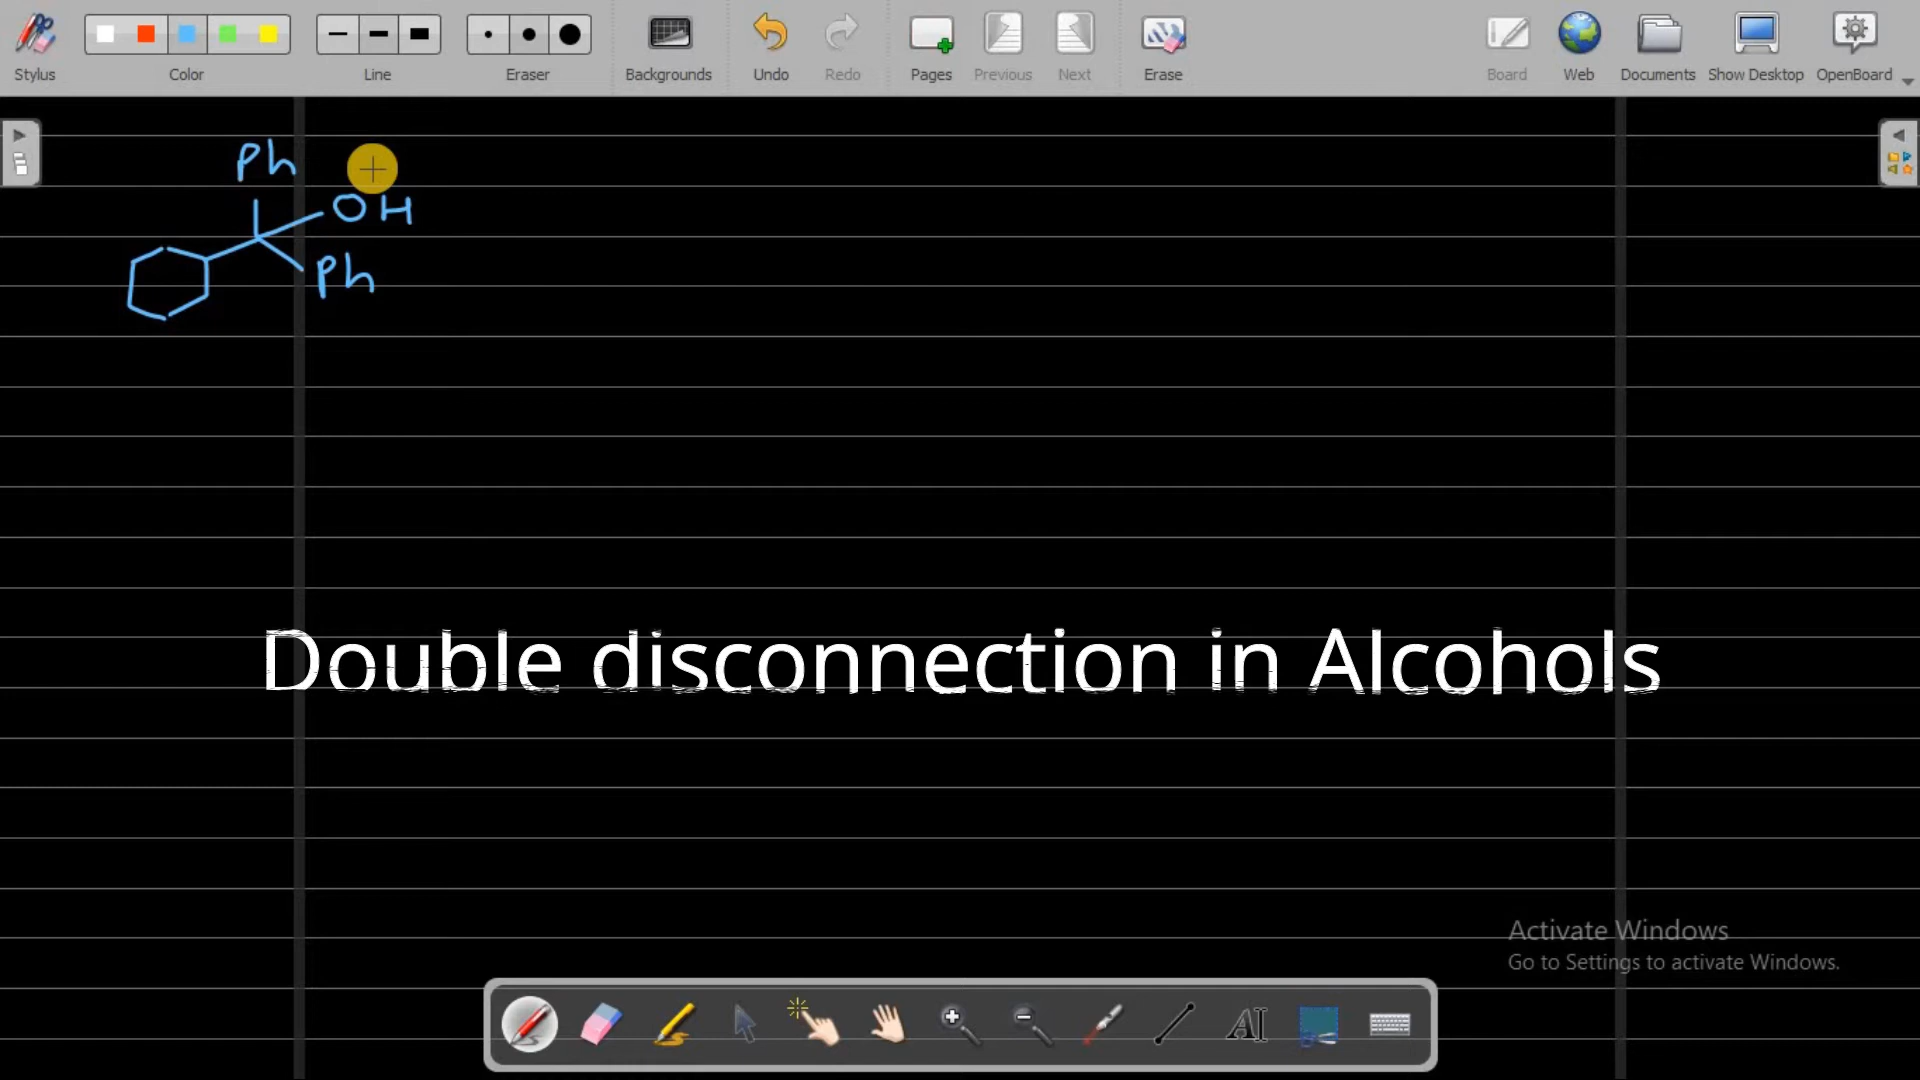 Stylus Color Line Eraser Backgrounds Undo Redo Pages Previous Next Erase Board Web Documents Show Desktop OpenBoard
Ph
OH
Ph
Double disconnection in Alcohols
Activate Windows
Go to Settings to activate Windows.
AI